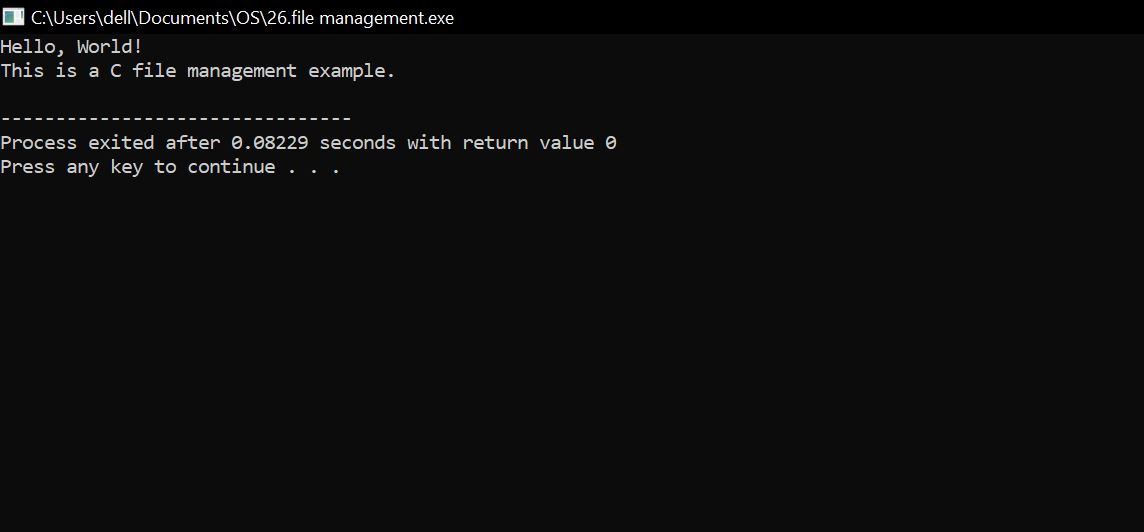 C:\Users\dell\Documents\OS\26.file management.exe
Hello, World!
This is a C file management example.
--------------------------------
Process exited after 0.08229 seconds with return value 0
Press any key to continue . . .